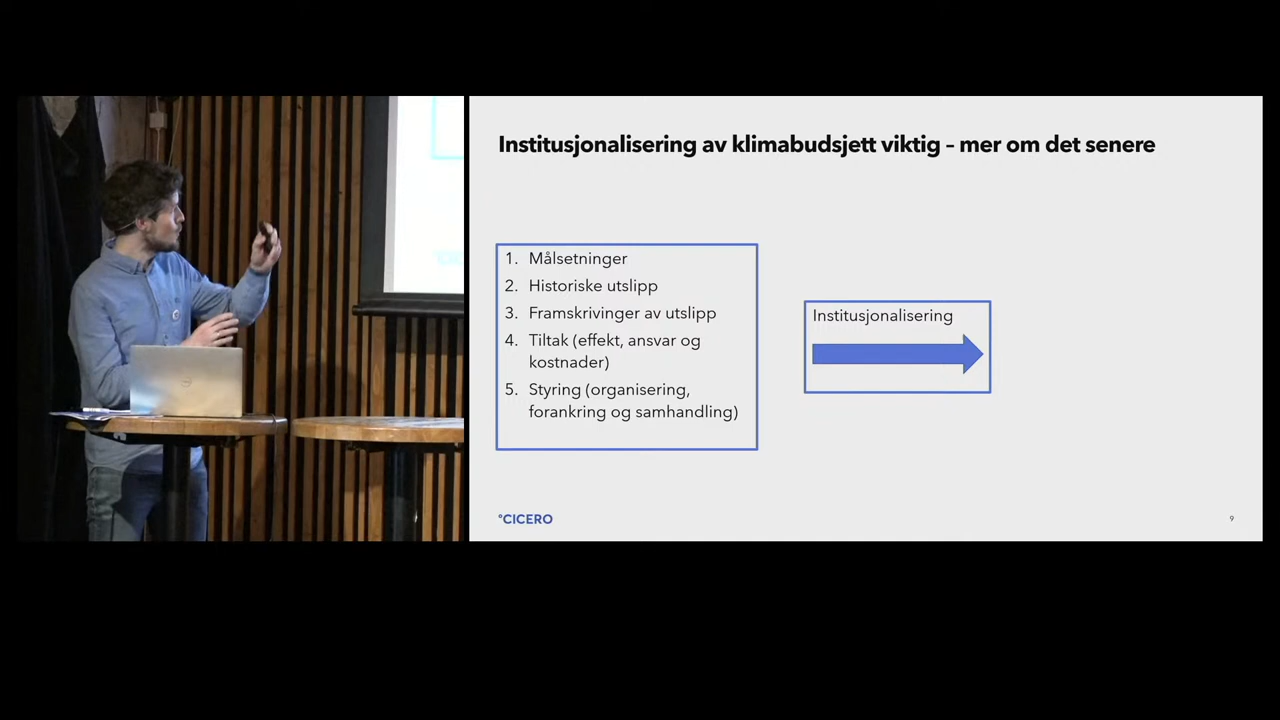 Institusjonalisering av klimabudsjett viktig – mer om det senere
1. Målsetninger
2. Historiske utslipp
3. Framskrivinger av utslipp
4. Tiltak (effekt, ansvar og
kostnader)
5. Styring (organisering,
forankring og samhandling)
Institusjonalisering
°CICERO
9